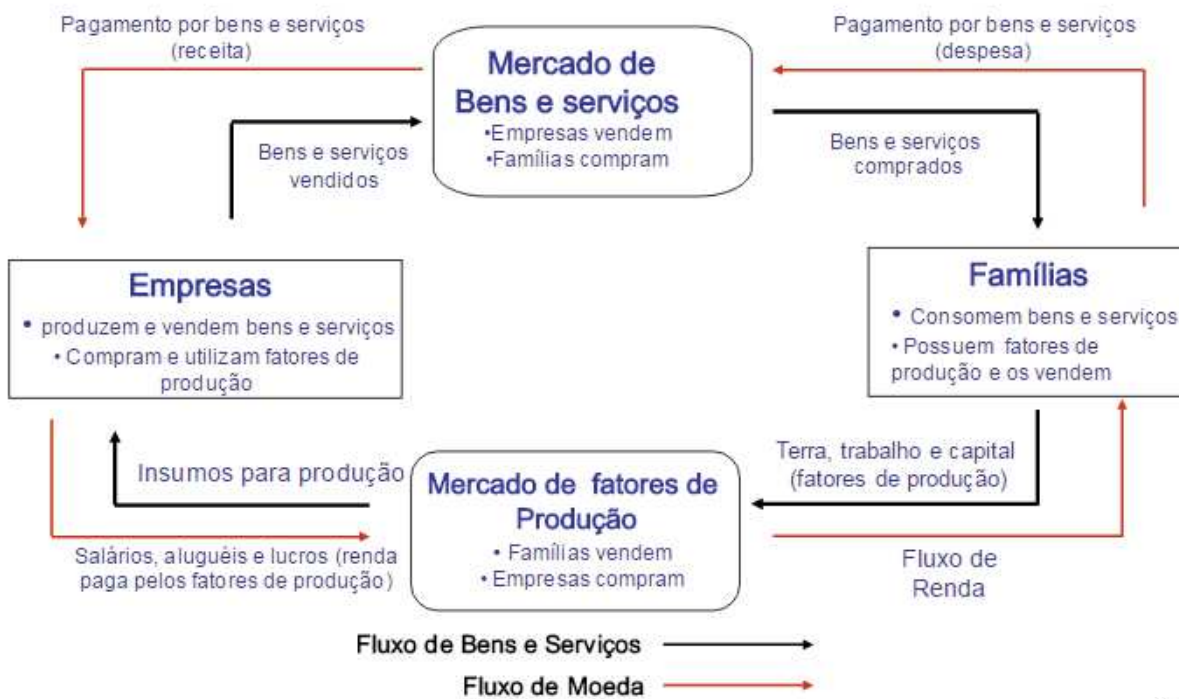 Pagamento por bens e serviços
(receita)
Mercado de
Bens e serviços
•Empresas vendem
•Famílias compram
Pagamento por bens e serviços
(despesa)
Bens e serviços
vendidos
Bens e serviços
comprados
Empresas
• produzem e vendem bens e serviços
• Compram e utilizam fatores de
produção
Famílias
• Consomem bens e serviços
• Possuem fatores de
produção e os vendem
Insumos para produção
Mercado de fatores de
Produção
• Famílias vendem
• Empresas compram
Terra, trabalho e capital
(fatores de produção)
Salários, aluguéis e lucros (renda
paga pelos fatores de produção)
Fluxo de
Renda
Fluxo de Bens e Serviços
Fluxo de Moeda